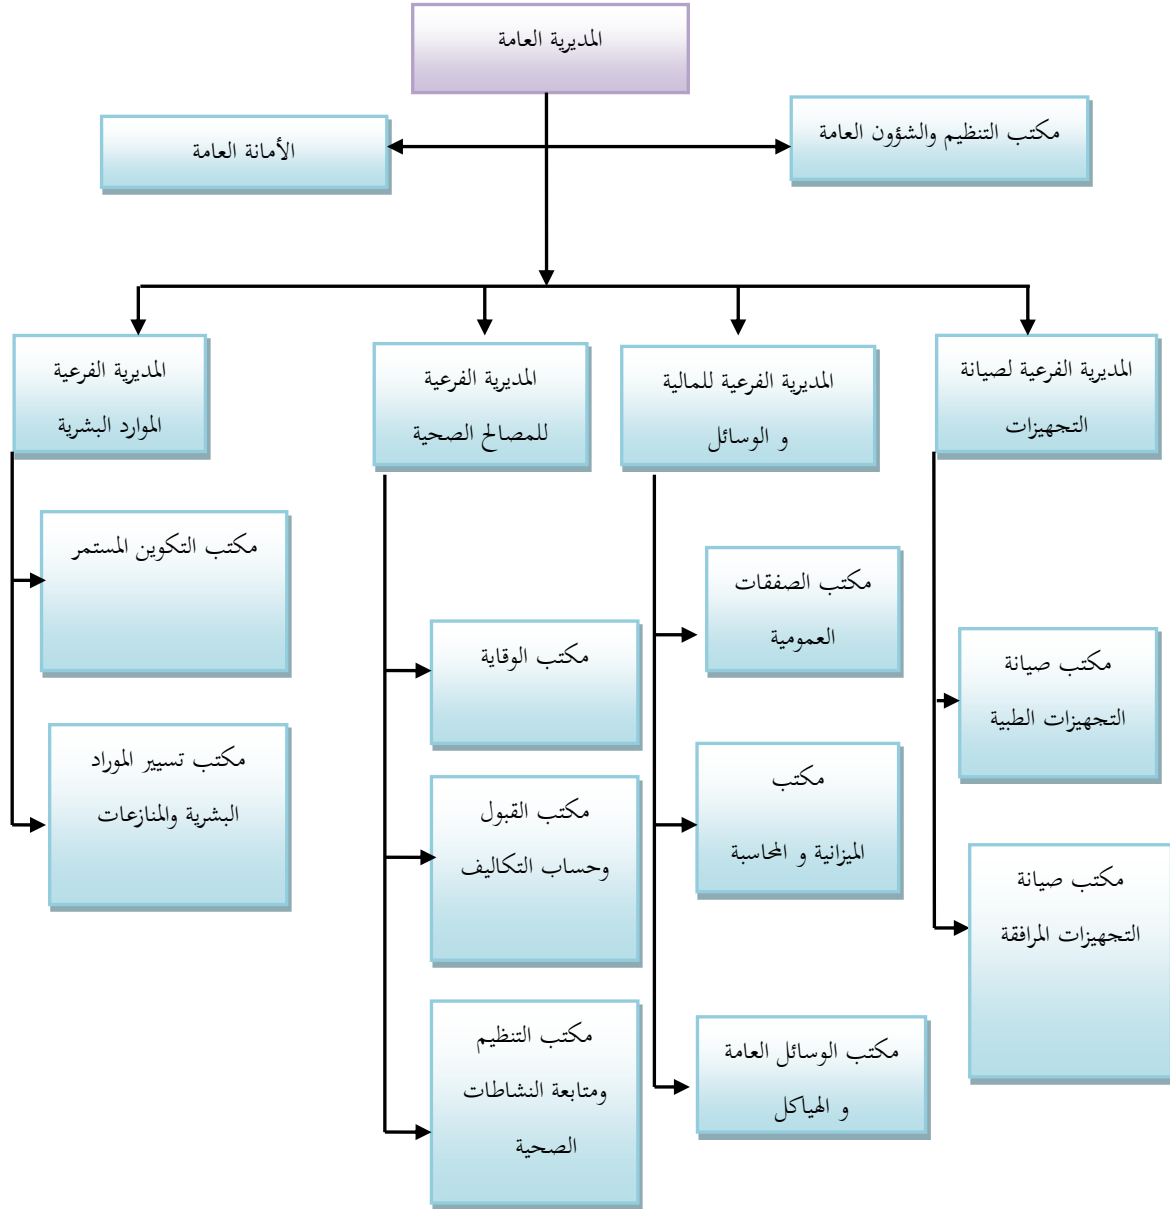 المديرية العامة
مكتب التنظيم والشؤون العامة
الأمانة العامة
المديرية الفرعية لصيانة
التجهيزات
المديرية الفرعية للمالية
و الوسائل
المديرية الفرعية
للمصالح الصحية
المديرية الفرعية
الموارد البشرية
مكتب صيانة
التجهيزات الطبية
مكتب صيانة
التجهيزات المرافقة
مكتب الصفقات
العمومية
مكتب
الميزانية و المحاسبة
مكتب الوسائل العامة
و الهياكل
مكتب الوقاية
مكتب القبول
وحساب التكاليف
مكتب التنظيم
ومتابعة النشاطات
الصحية
مكتب التكوين المستمر
مكتب تسيير الموراد
البشرية والمنازعات